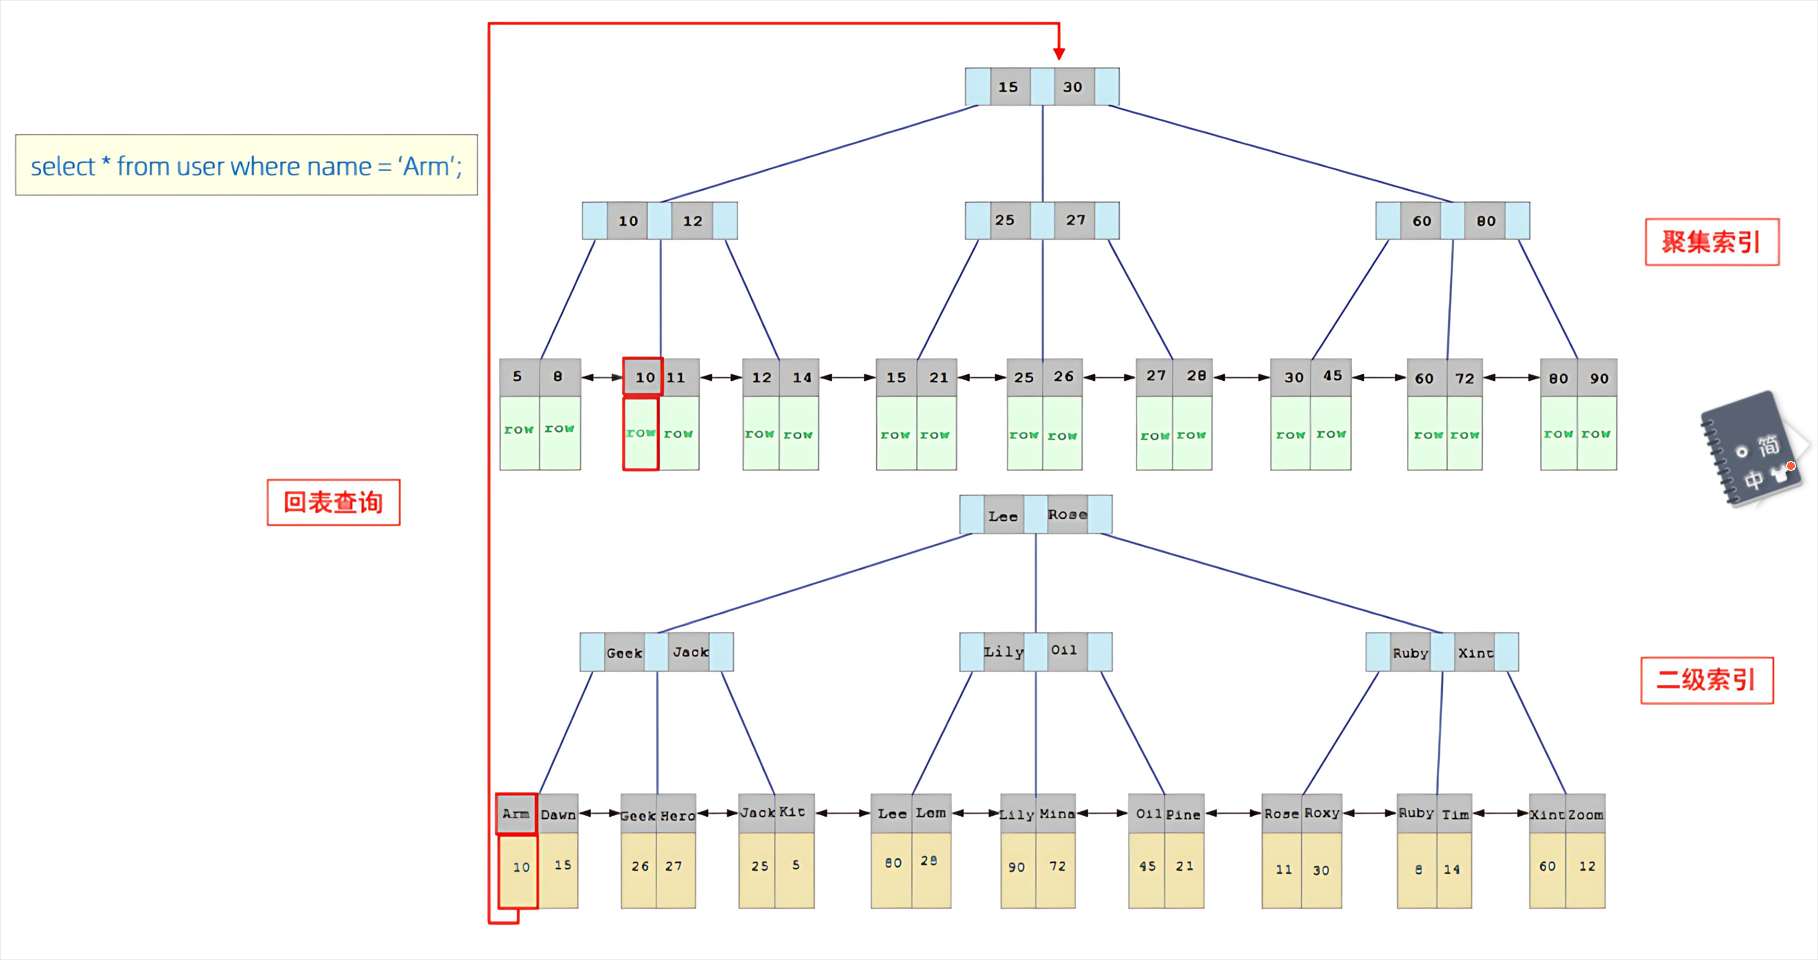 15 30
select * from user where name = ‘Arm’;
10 12 25 27 60 80
聚集索引
5 8 10 11 12 14 15 21 25 26 27 28 30 45 60 72 80 90
row row row row row row row row row row row row row row row row row row
简
中
回表查询
Lee Rose
Geek Jack Lily Oil Ruby Xint
二级索引
Arm Dawn Geek Hero Jack Kit Lee Lem Lily Mina Oil Pine Rose Roxy Ruby Tim Xint Zoom
10 15 26 27 25 5 80 28 90 72 45 21 11 30 8 14 60 12